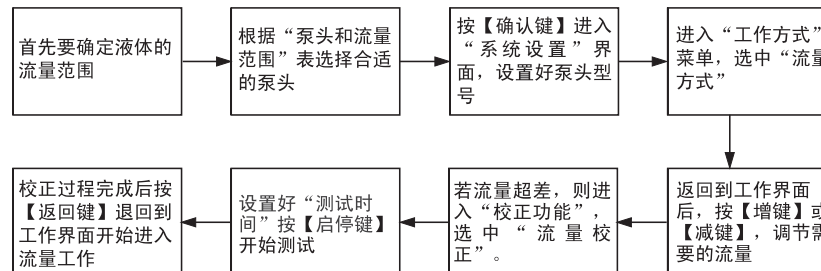 首先要确定液体的
流量范围
根据“泵头和流量
范围”表选择合适
的泵头
按【确认键】进入
“系统设置”界
面，设置好泵头型
号
进入“工作方式”
菜单，选中“流量
方式”
返回到工作界面
后，按【增键】或
【减键】，调节需
要的流量
若流量超差，则进
入“校正功能”，
选中“流量校
正”。
设置好“测试时
间”按【启停键】
开始测试
校正过程完成后按
【返回键】退回到
工作界面开始进入
流量工作